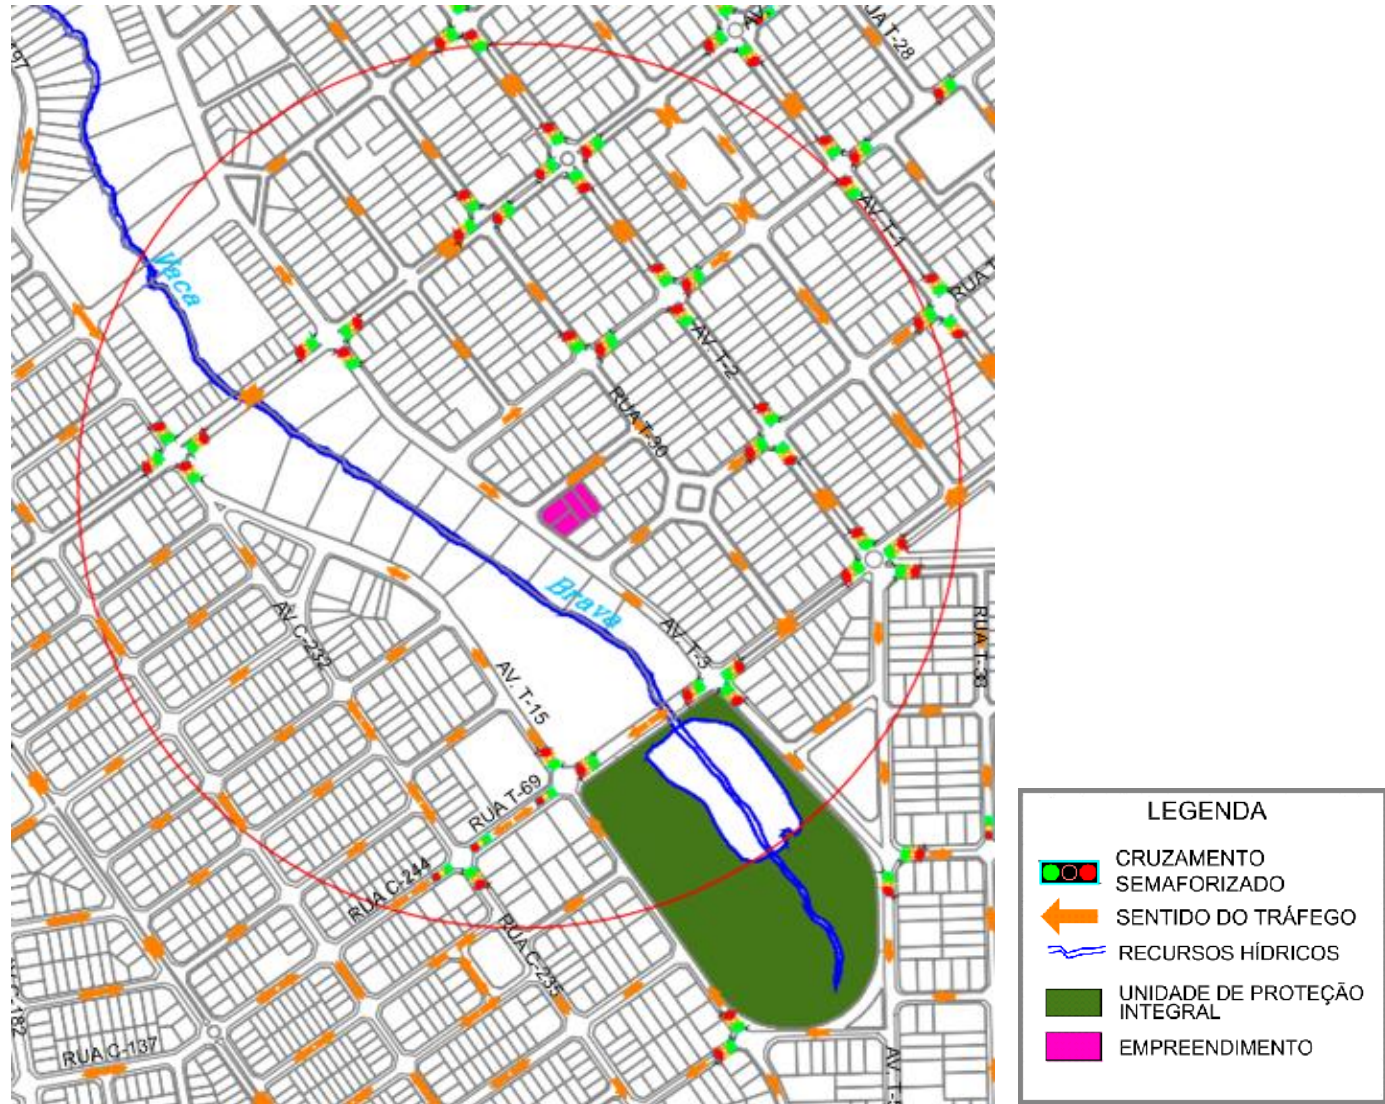 RUA T-28
AV. T-1
Vaca
AV. T-2
RUA T-30
Brava
AV. T-3
RUA T-38
AV. C-232
AV. T-15
RUA T-69
RUA C-244
RUA C-235
RUA C-137
LEGENDA
CRUZAMENTO
SEMAFORIZADO
SENTIDO DO TRÁFEGO
RECURSOS HÍDRICOS
UNIDADE DE PROTEÇÃO
INTEGRAL
EMPREENDIMENTO